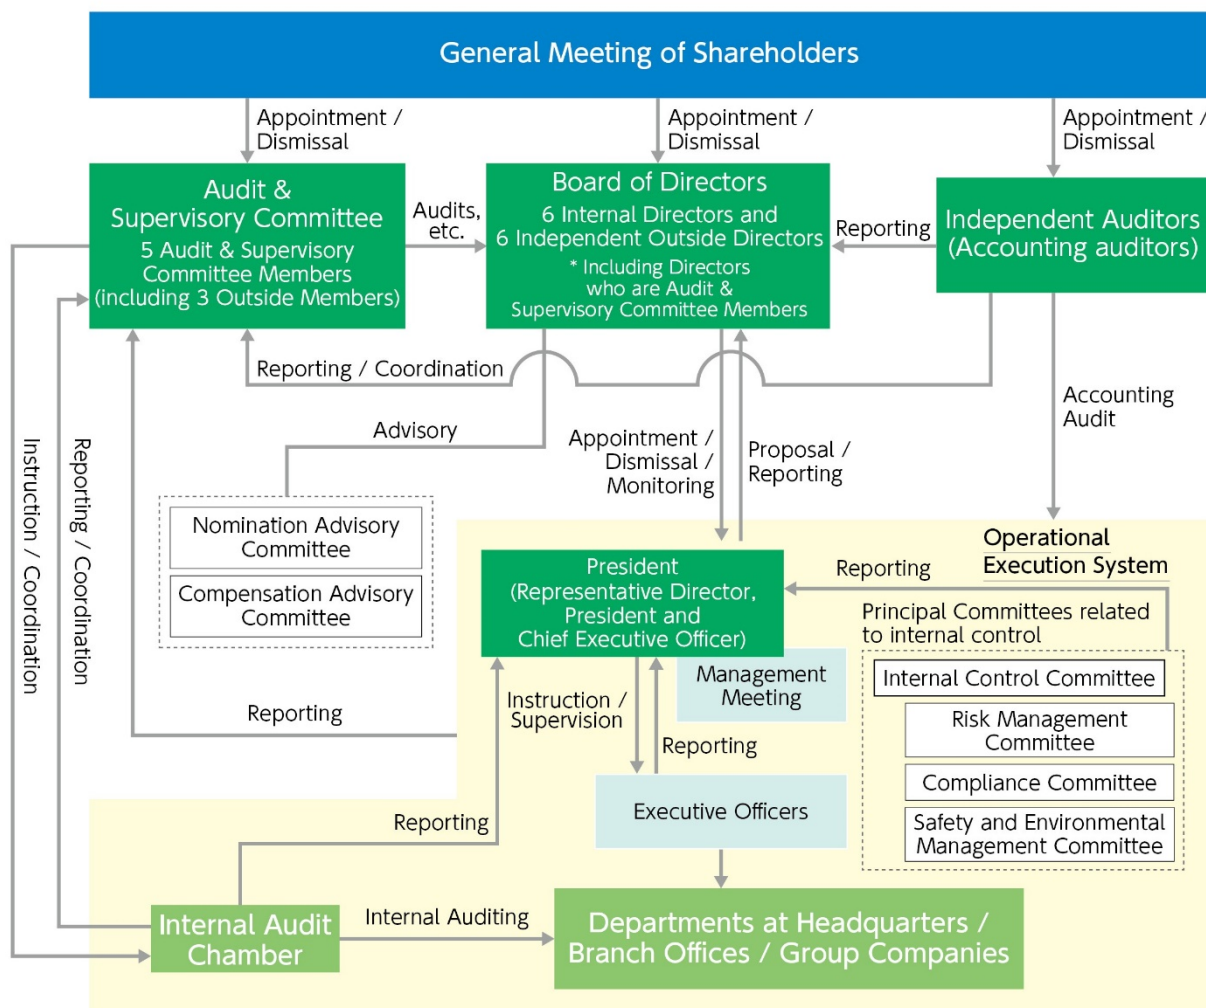 General Meeting of Shareholders
Appointment /
Dismissal
Appointment /
Dismissal
Appointment /
Dismissal
Audit &
Supervisory Committee
5 Audit & Supervisory
Committee Members
(including 3 Outside Members)
Audits,
etc.
Board of Directors
6 Internal Directors and
6 Independent Outside Directors
* Including Directors
who are Audit &
Supervisory Committee Members
Reporting
Independent Auditors
(Accounting auditors)
Reporting / Coordination
Accounting
Audit
Advisory
Appointment /
Dismissal /
Monitoring
Proposal /
Reporting
Instruction / Coordination
Reporting / Coordination
Nomination Advisory
Committee
Compensation Advisory
Committee
Operational
Execution System
President
(Representative Director,
President and
Chief Executive Officer)
Reporting
Principal Committees related
to internal control
Management
Meeting
Internal Control Committee
Risk Management
Committee
Compliance Committee
Safety and Environmental
Management Committee
Reporting
Instruction /
Supervision
Reporting
Executive Officers
Reporting
Internal Audit
Chamber
Internal Auditing
Departments at Headquarters /
Branch Offices / Group Companies